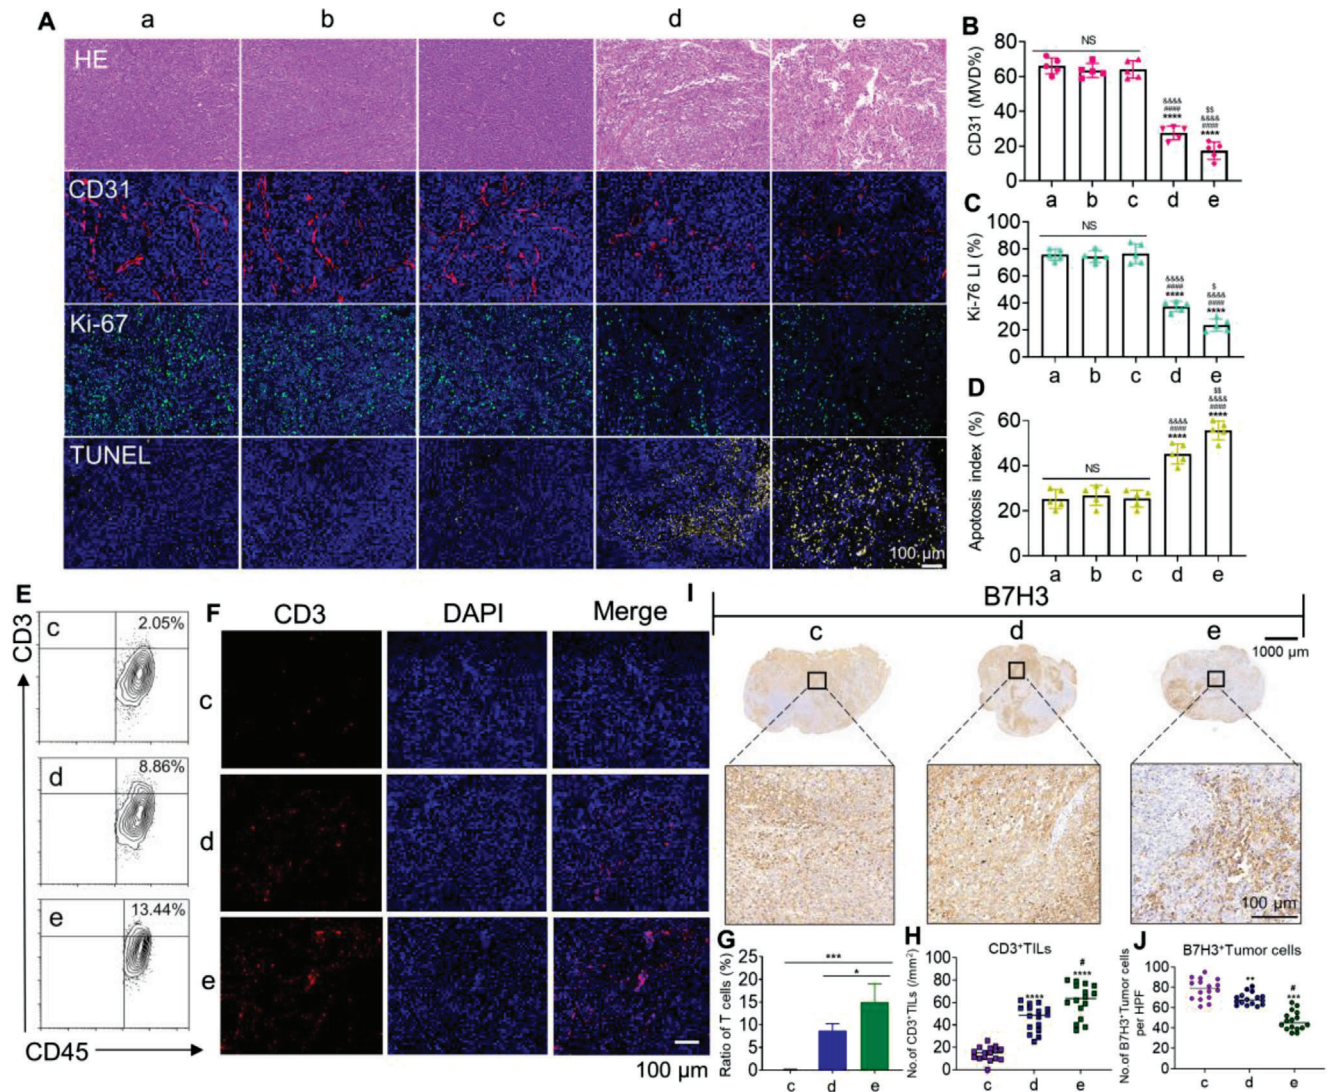 A
a b c d e
HE
CD31
Ki-67
TUNEL
100 µm
B
CD31 (MVD%)
80
60
40
20
0
NS
&&&&
####
****
$$
&&&&
####
****
a b c d e
C
Ki-76 LI (%)
100
80
60
40
20
0
NS
&&&&
####
****
$
&&&&
####
****
a b c d e
D
Apotosis index (%)
60
40
20
0
NS
&&&&
####
****
$$
&&&&
####
****
a b c d e
E
CD3
c 2.05%
d 8.86%
e 13.44%
CD45
F
CD3 DAPI Merge
c
d
e
100 µm
I
B7H3
c d e
1000 µm
100 µm
G
Ratio of T cells (%)
25
20
15
10
5
0
***
*
c d e
H
CD3+TILs
No.of CD3+TILs (/mm²)
100
80
60
40
20
0
****
#
****
c d e
J
B7H3+Tumor cells
No.of B7H3+Tumor cells
per HPF
100
80
60
40
20
0
**
#
***
c d e